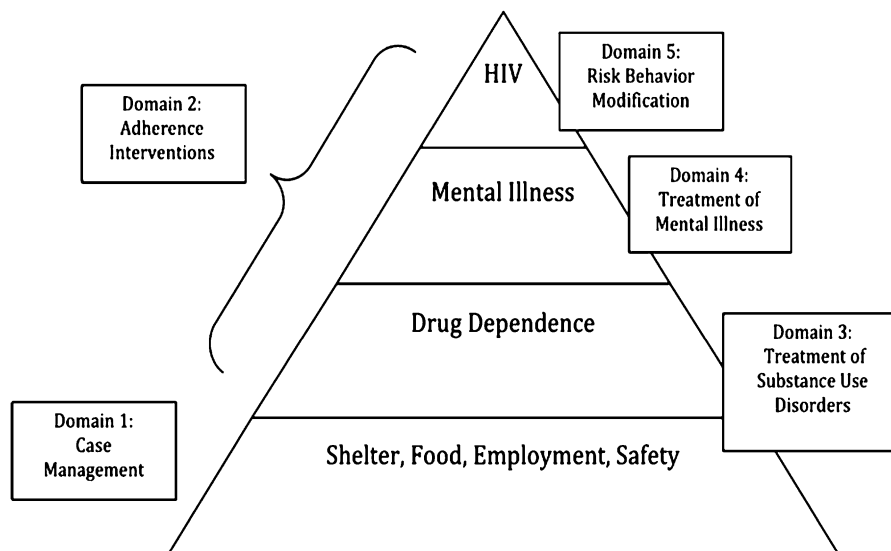 HIV
Domain 5:
Risk Behavior
Modification
Domain 2:
Adherence
Interventions
Mental Illness
Domain 4:
Treatment of
Mental Illness
Drug Dependence
Domain 3:
Treatment of
Substance Use
Disorders
Domain 1:
Case
Management
Shelter, Food, Employment, Safety